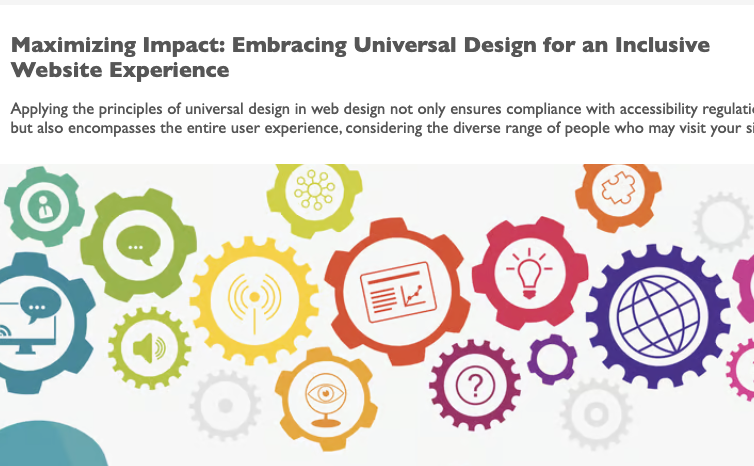 Maximizing Impact: Embracing Universal Design for an Inclusive
Website Experience
Applying the principles of universal design in web design not only ensures compliance with accessibility
but also encompasses the entire user experience, considering the diverse range of people who may visit your
?